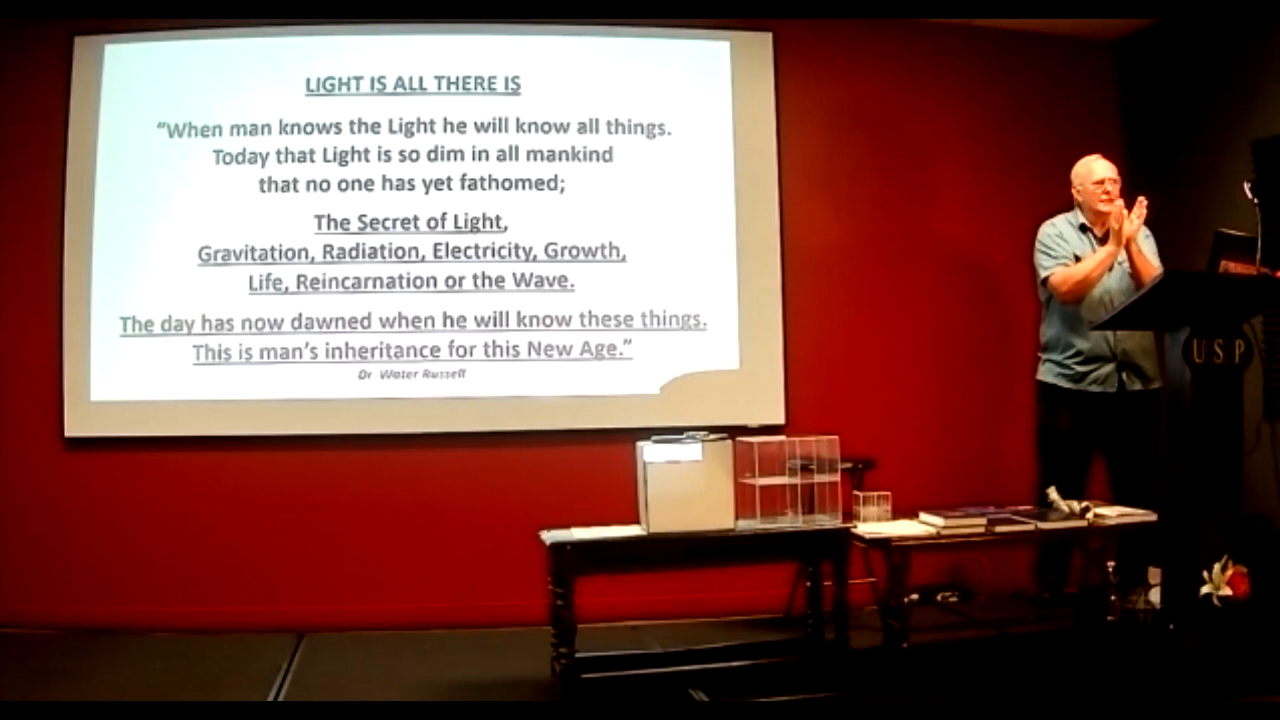 LIGHT IS ALL THERE IS
“When man knows the Light he will know all things.
Today that Light is so dim in all mankind
that no one has yet fathomed;
The Secret of Light,
Gravitation, Radiation, Electricity, Growth,
Life, Reincarnation or the Wave.
The day has now dawned when he will know these things.
This is man’s inheritance for this New Age.”
Dr Water Russell
USP